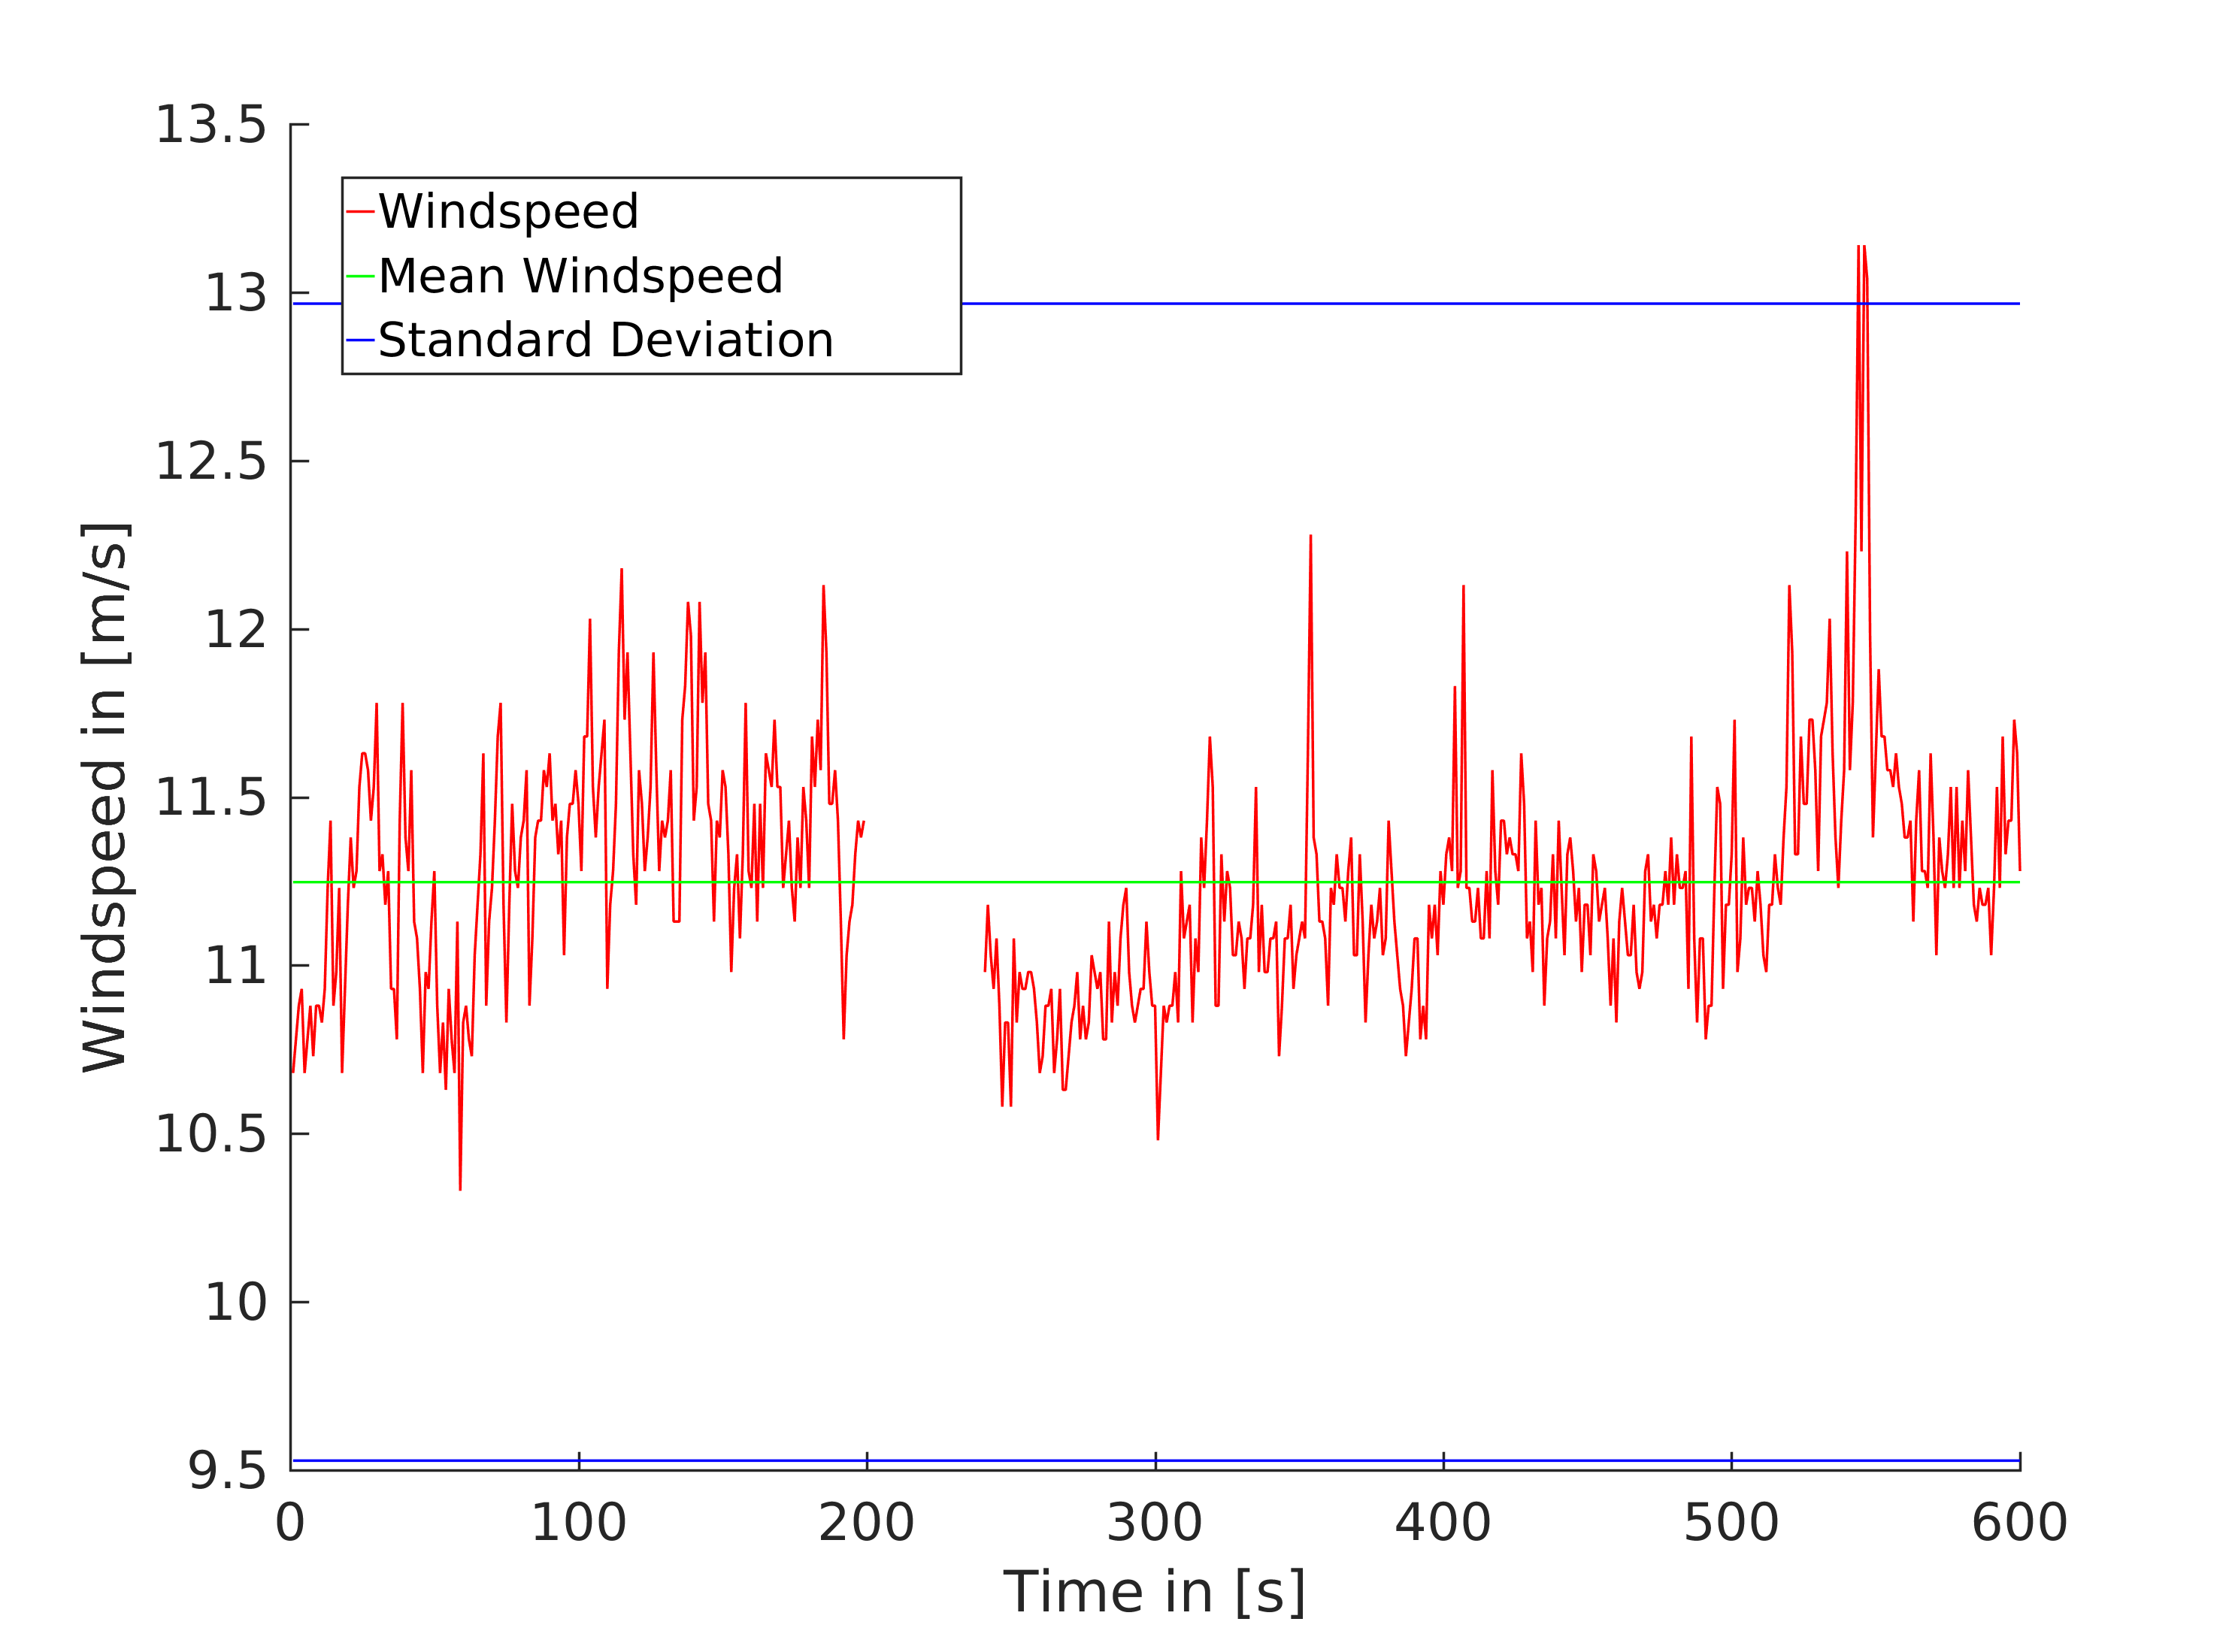 13.5
13
12.5
12
11.5
11
10.5
10
9.5
Windspeed in [m/s]
Windspeed
Mean Windspeed
Standard Deviation
0 100 200 300 400 500 600
Time in [s]